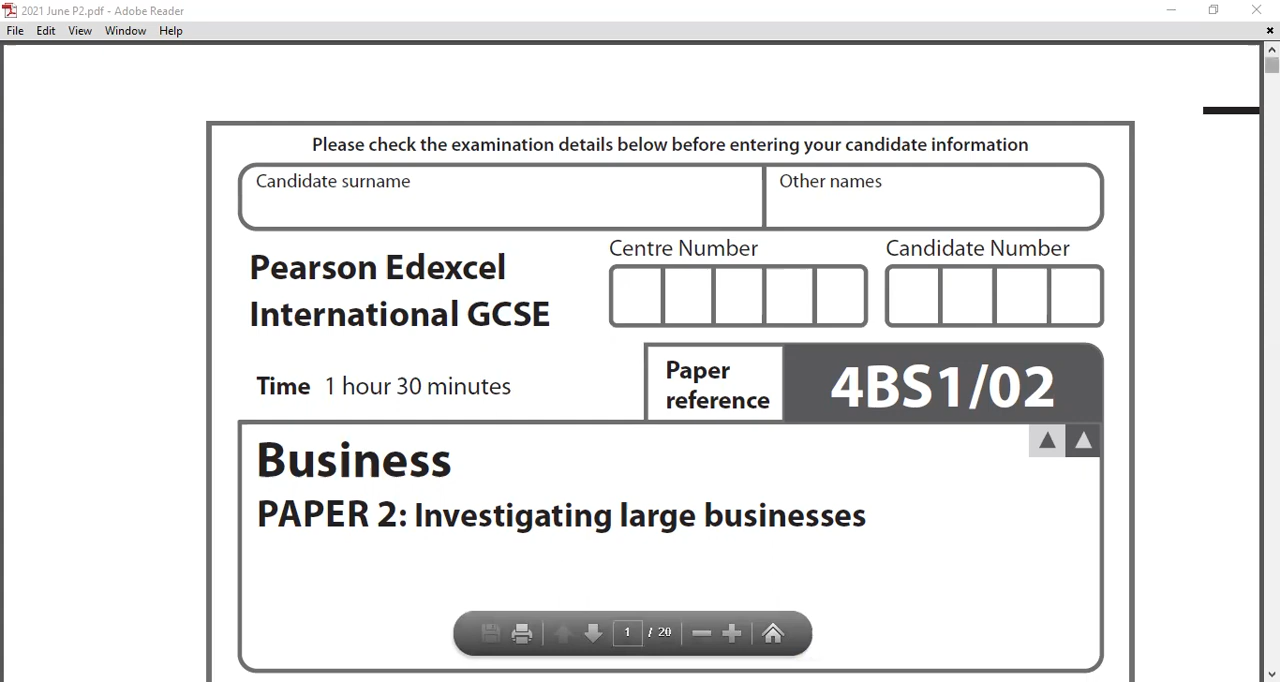 2021 June P2.pdf - Adobe Reader
File Edit View Window Help
Please check the examination details below before entering your candidate information
Candidate surname
Other names
Centre Number
Candidate Number
Pearson Edexcel
International GCSE
Time 1 hour 30 minutes
Paper
reference
4BS1/02
Business
PAPER 2: Investigating large businesses
1 / 20